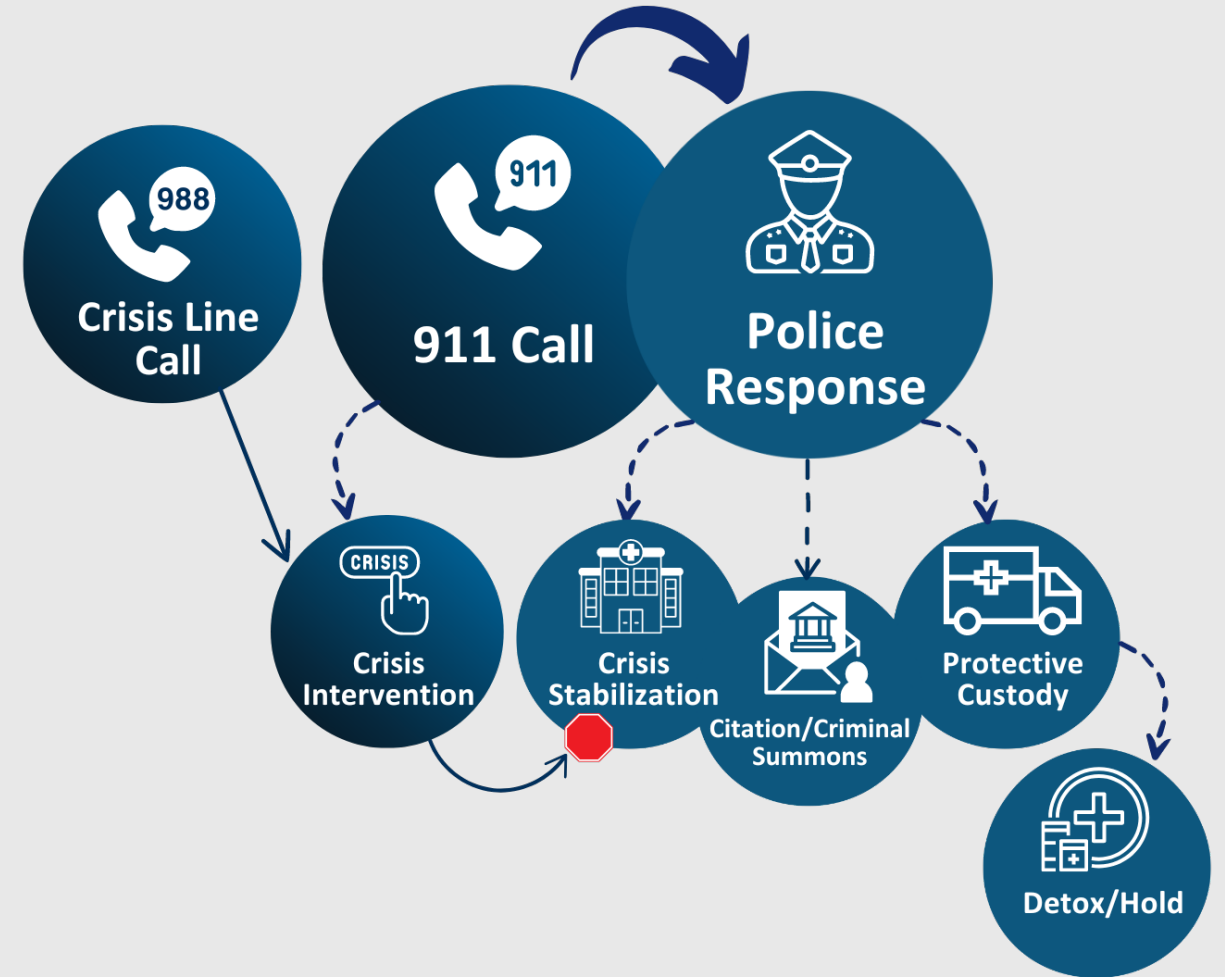 988
Crisis Line
Call
911
911 Call
Police
Response
CRISIS
Crisis
Intervention
Crisis
Stabilization
Citation/Criminal
Summons
Protective
Custody
Detox/Hold